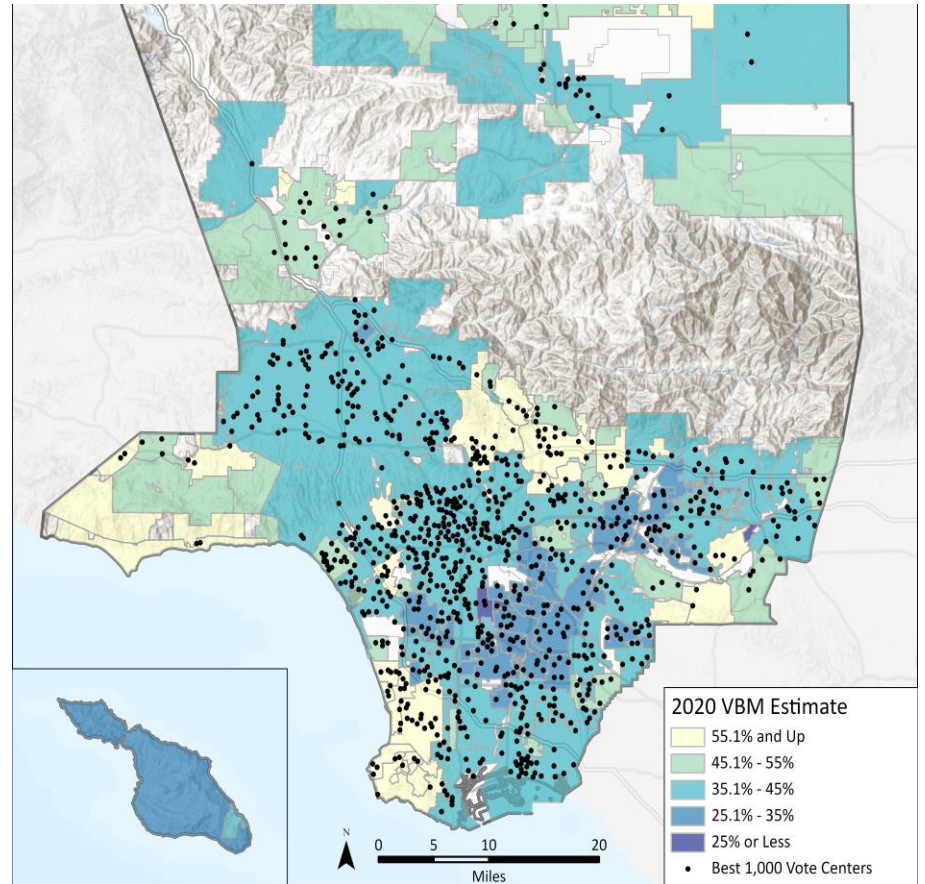 2020 VBM Estimate
55.1% and Up
45.1% - 55%
35.1% - 45%
25.1% - 35%
25% or Less
Best 1,000 Vote Centers
N
0 5 10 20
Miles